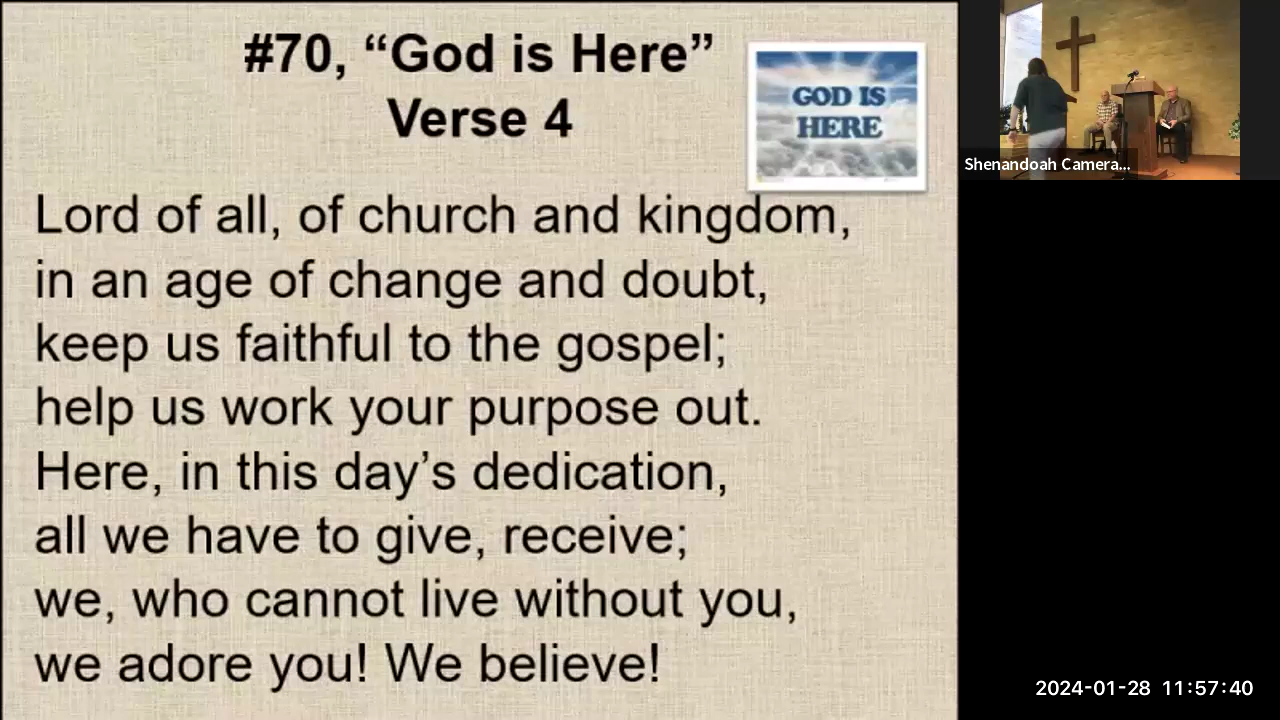 #70, “God is Here”
Verse 4
GOD IS
HERE
Lord of all, of church and kingdom,
in an age of change and doubt,
keep us faithful to the gospel;
help us work your purpose out.
Here, in this day’s dedication,
all we have to give, receive;
we, who cannot live without you,
we adore you! We believe!
Shenandoah Camera...
2024-01-28 11:57:40